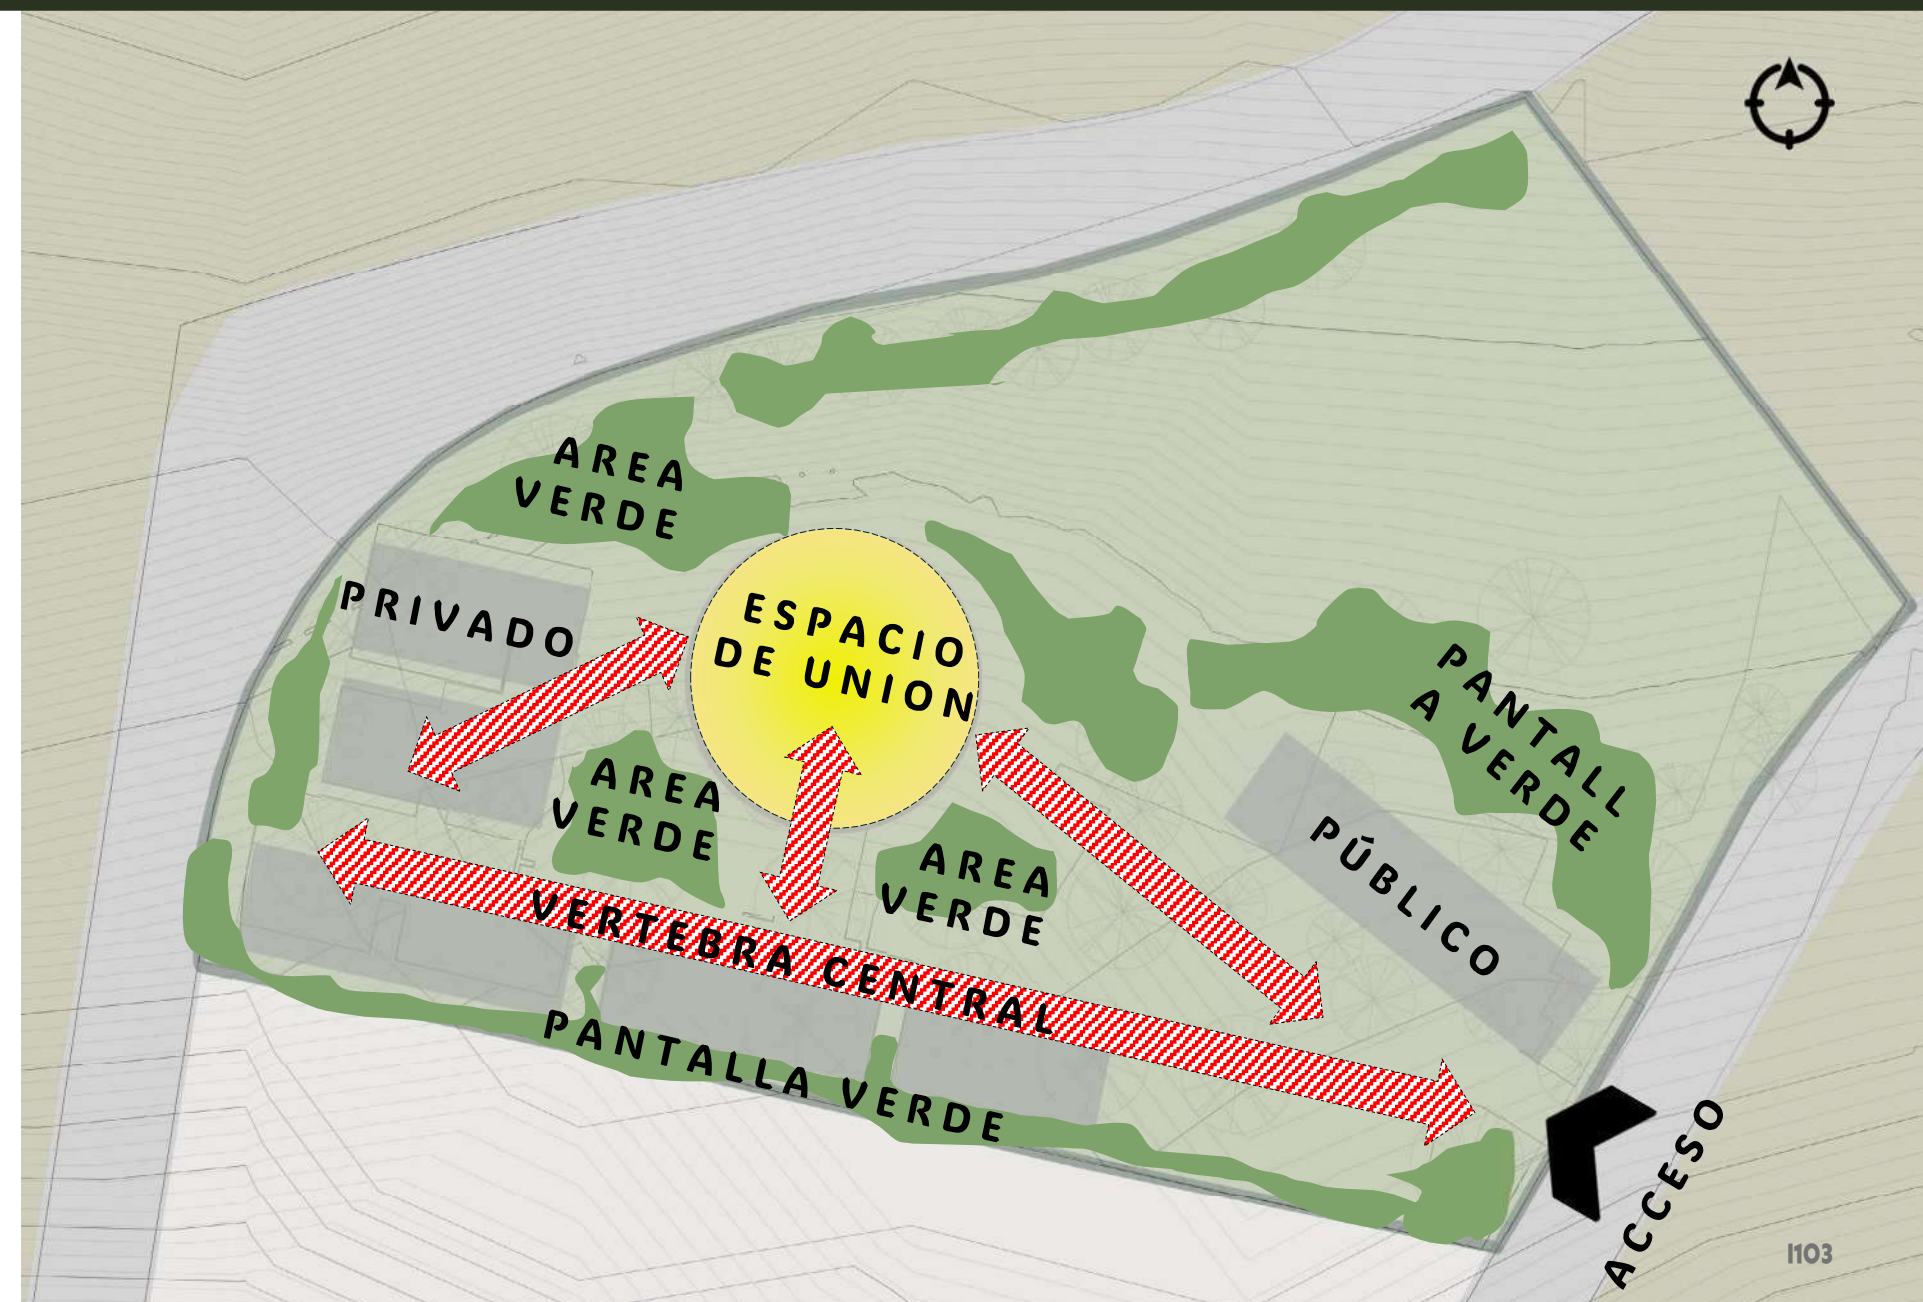 AREA
VERDE
PRIVADO
ESPACIO
DE UNION
PANTALL
A VERDE
AREA
VERDE
AREA
VERDE
PÚBLICO
VERTEBRA CENTRAL
PANTALLA VERDE
ACCESO
1103